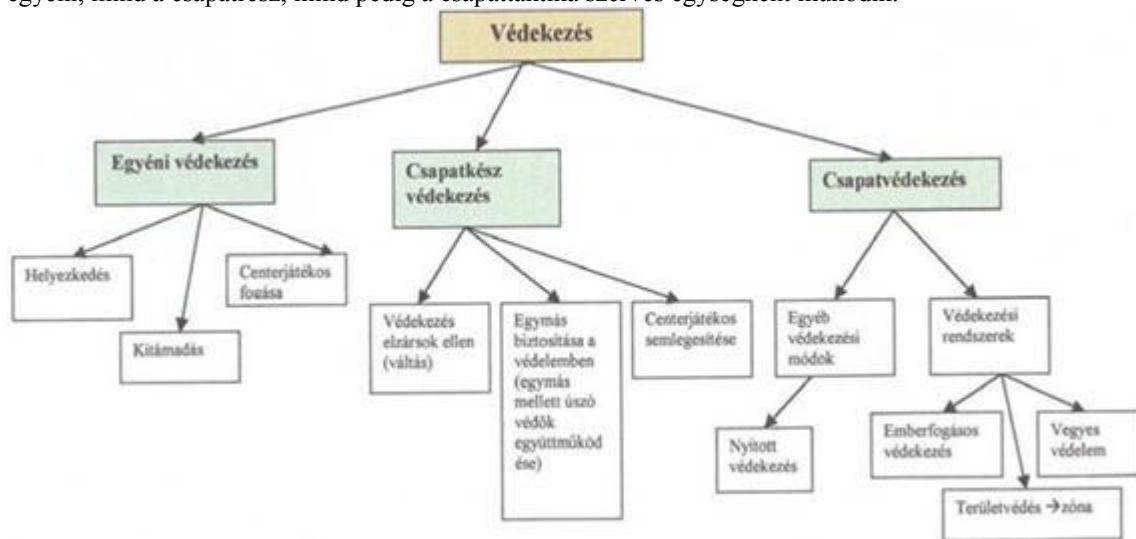 Védekezés
Egyéni védekezés
Csapatkész
védekezés
Csapatvédekezés
Helyezkedés
Kitámadás
Centerjátékos
fogása
Védekezés
elzársok ellen
(váltás)
Egymás
biztosítása a
védelemben
(egymás
mellett úszó
védők
együttműköd
ése)
Centerjátékos
semlegesítése
Egyéb
védekezési
módok
Védekezési
rendszerek
Nyitott
védekezés
Emberfogásos
védekezés
Vegyes
védelem
Területvédés →zóna